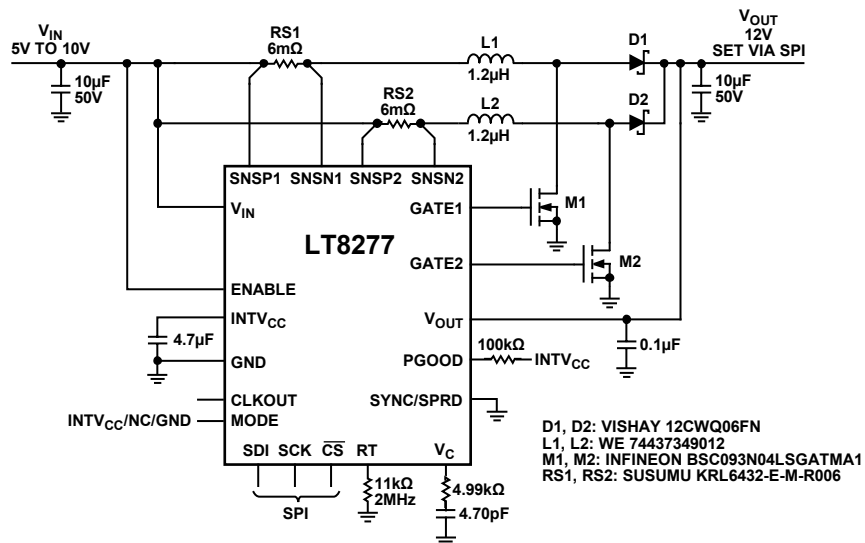 VIN
5V TO 10V
10µF
50V
RS1
6mΩ
RS2
6mΩ
L1
1.2µH
L2
1.2µH
D1
D2
VOUT
12V
SET VIA SPI
10µF
50V
SNSP1 SNSN1 SNSP2 SNSN2
VIN
LT8277
GATE1
M1
GATE2
M2
ENABLE
INTVCC
4.7µF
VOUT
0.1µF
GND
PGOOD
100kΩ
INTVCC
CLKOUT
SYNC/SPRD
INTVCC/NC/GND
MODE
SDI SCK CS RT VC
SPI
11kΩ
2MHz
4.99kΩ
4.70pF
D1, D2: VISHAY 12CWQ06FN
L1, L2: WE 74437349012
M1, M2: INFINEON BSC093N04LSGATMA1
RS1, RS2: SUSUMU KRL6432-E-M-R006